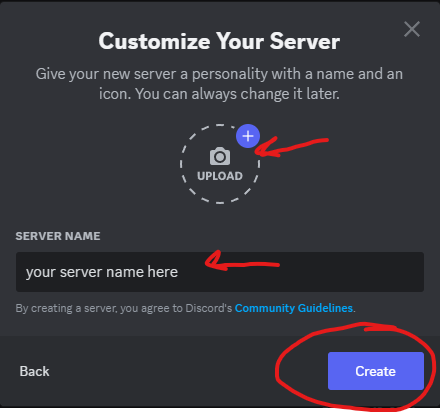 Customize Your Server
Give your new server a personality with a name and an
icon. You can always change it later.
UPLOAD
SERVER NAME
your server name here
By creating a server, you agree to Discord's Community Guidelines.
Back
Create